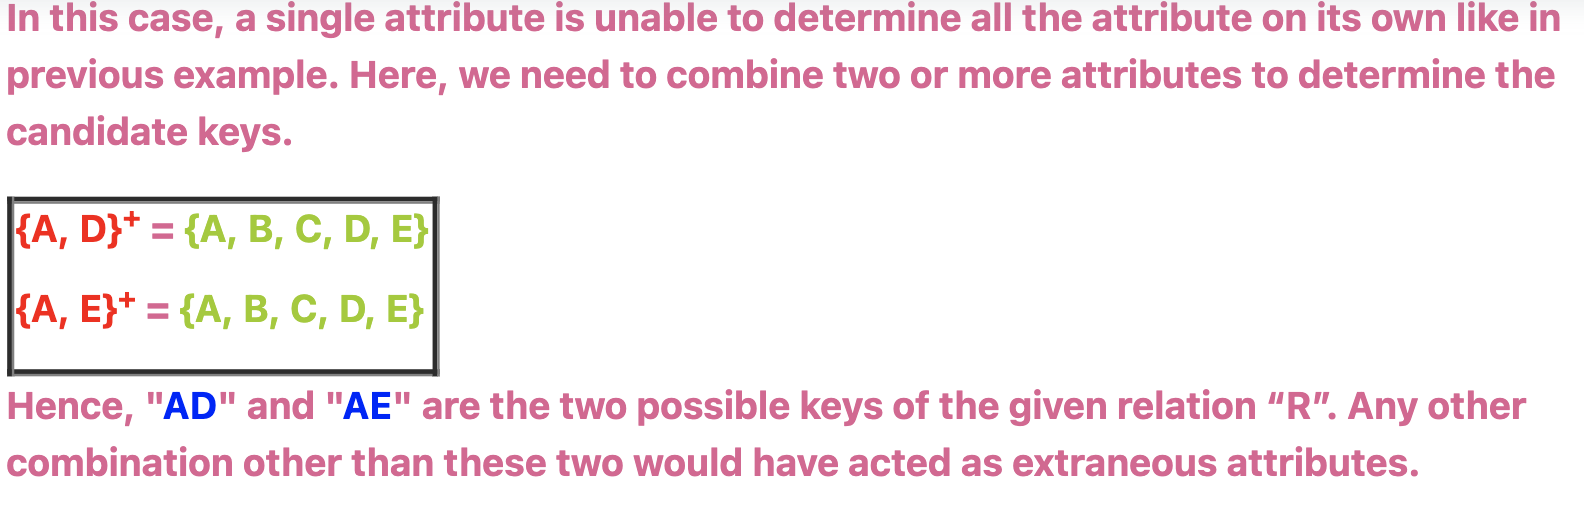 In this case, a single attribute is unable to determine all the attribute on its own like in
previous example. Here, we need to combine two or more attributes to determine the
candidate keys.
{A, D}⁺ = {A, B, C, D, E}
{A, E}⁺ = {A, B, C, D, E}
Hence, "AD" and "AE" are the two possible keys of the given relation “R”. Any other
combination other than these two would have acted as extraneous attributes.